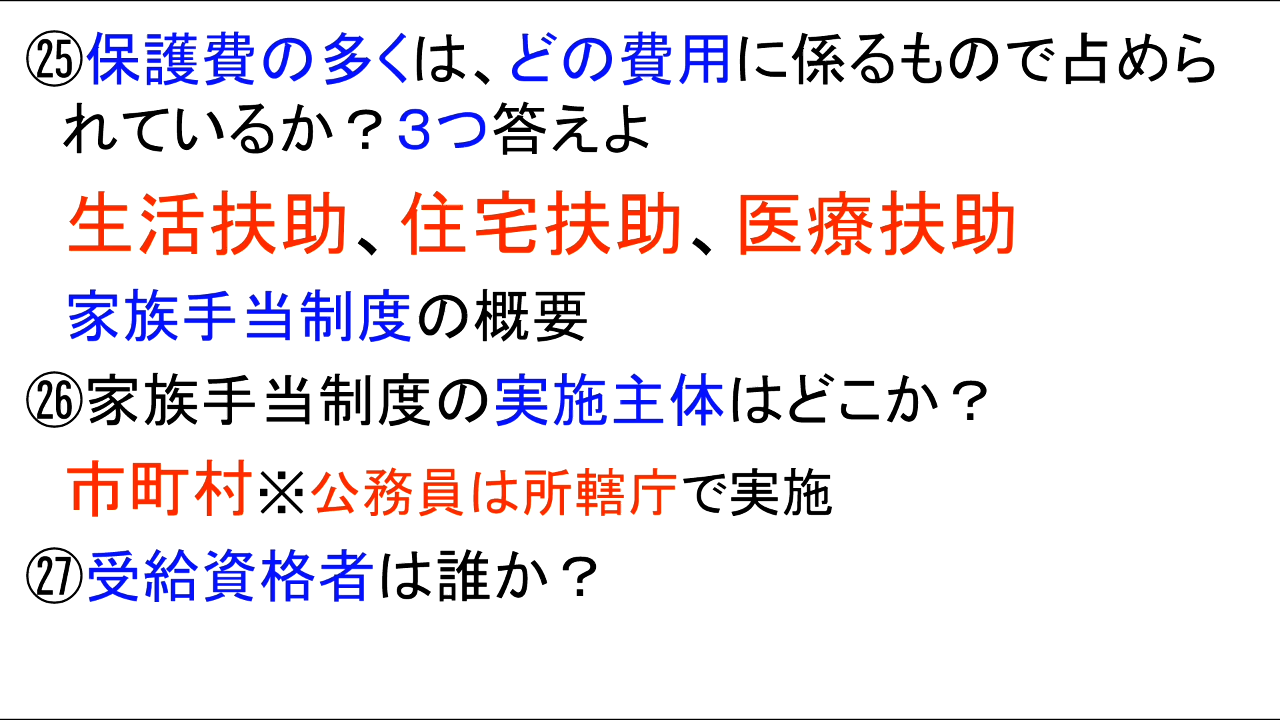 ㉕保護費の多くは、どの費用に係るもので占めら
れているか？３つ答えよ
生活扶助、住宅扶助、医療扶助
家族手当制度の概要
㉖家族手当制度の実施主体はどこか？
市町村※公務員は所轄庁で実施
㉗受給資格者は誰か？